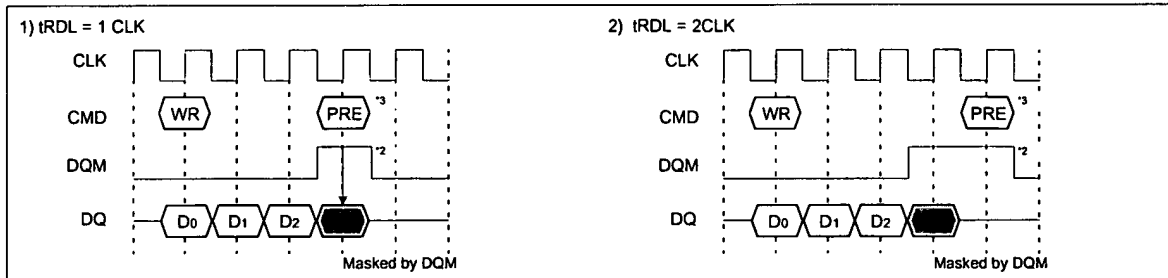 1) tRDL = 1 CLK
CLK
CMD
WR
PRE
*3
DQM
*2
DQ
D0
D1
D2
Masked by DQM
2) tRDL = 2CLK
CLK
CMD
WR
PRE
*3
DQM
*2
DQ
D0
D1
D2
Masked by DQM